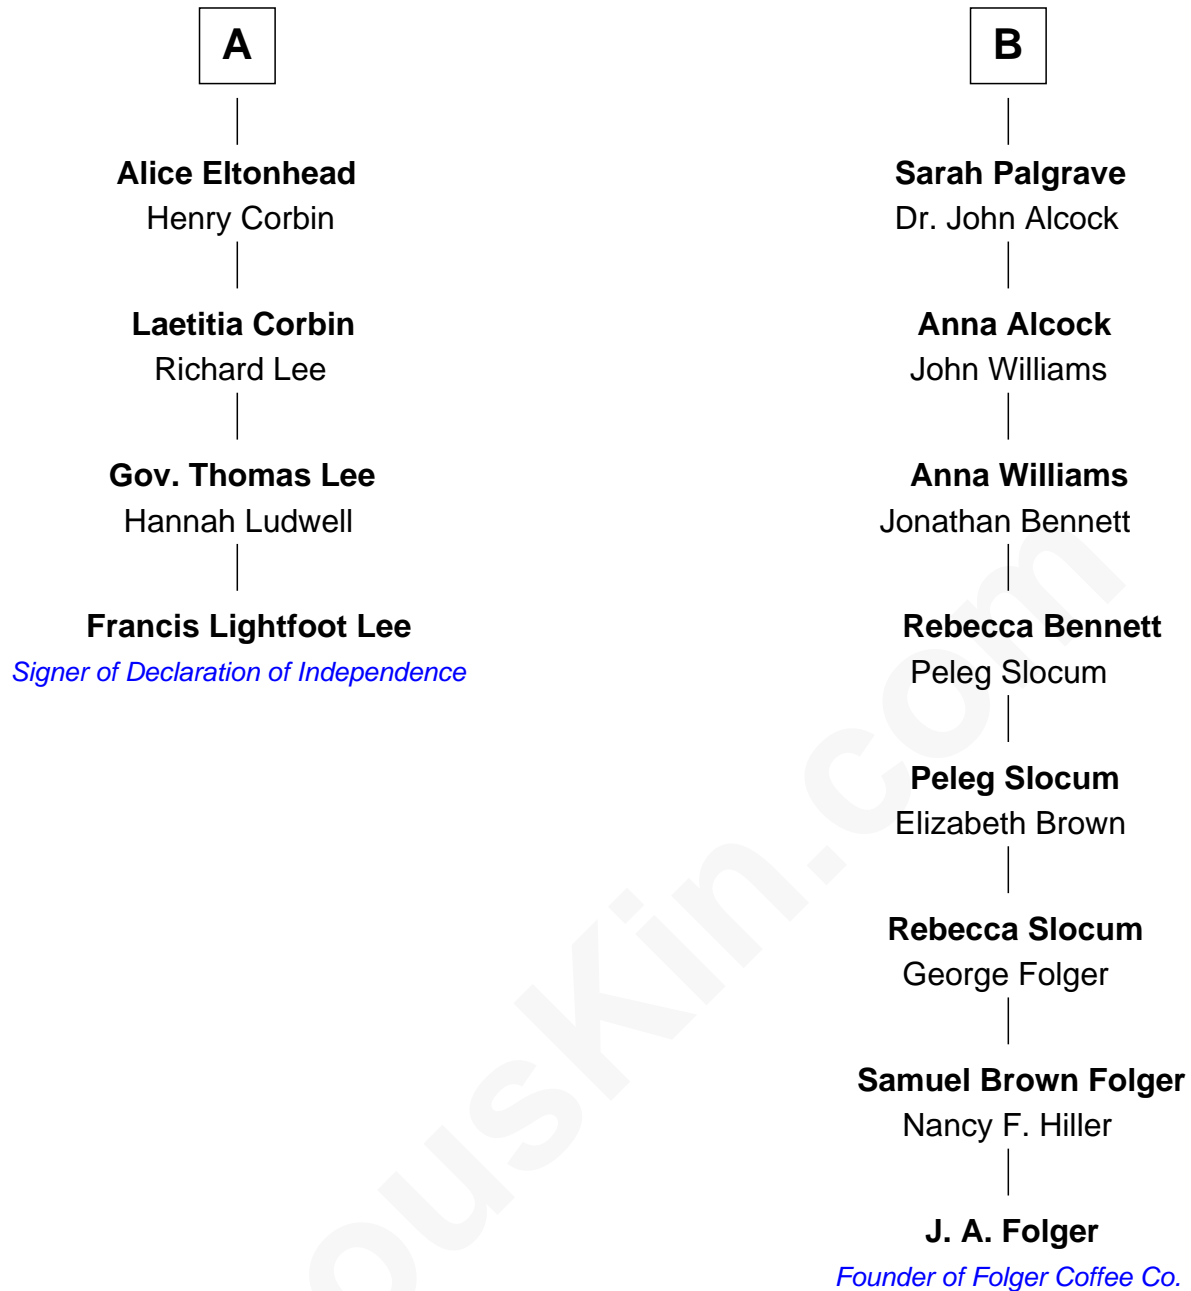 A
Alice Eltonhead
Henry Corbin
Laetitia Corbin
Richard Lee
Gov. Thomas Lee
Hannah Ludwell
Francis Lightfoot Lee
Signer of Declaration of Independence
B
Sarah Palgrave
Dr. John Alcock
Anna Alcock
John Williams
Anna Williams
Jonathan Bennett
Rebecca Bennett
Peleg Slocum
Peleg Slocum
Elizabeth Brown
Rebecca Slocum
George Folger
Samuel Brown Folger
Nancy F. Hiller
J. A. Folger
Founder of Folger Coffee Co.
ousKin.com